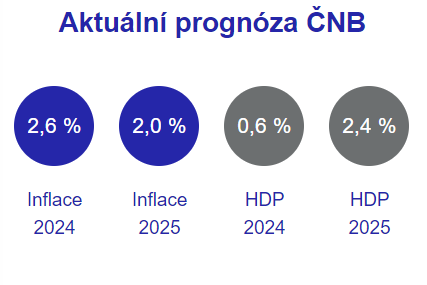 Aktuální prognóza ČNB
2,6 %
2,0 %
0,6 %
2,4 %
Inflace
2024
Inflace
2025
HDP
2024
HDP
2025